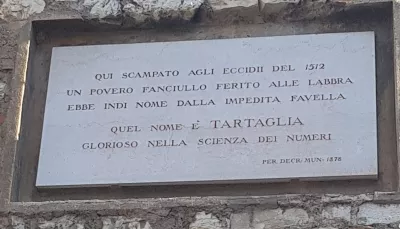 QUI SCAMPATO AGLI ECCIDII DEL 1512
UN POVERO FANCIULLO FERITO ALLE LABBRA
EBBE INDI NOME DALLA IMPEDITA FAVELLA
QUEL NOME É TARTAGLIA
GLORIOSO NELLA SCIENZA DEI NUMERI
PER. DECR. MUN. 1878